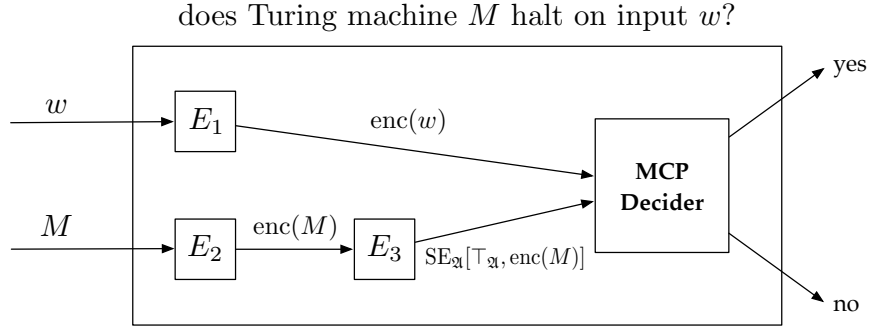 does Turing machine M halt on input w?
w
E₁
enc(w)
yes
MCP
Decider
M
E₂
enc(M)
E₃
SE𝔄[⊤𝔄, enc(M)]
no